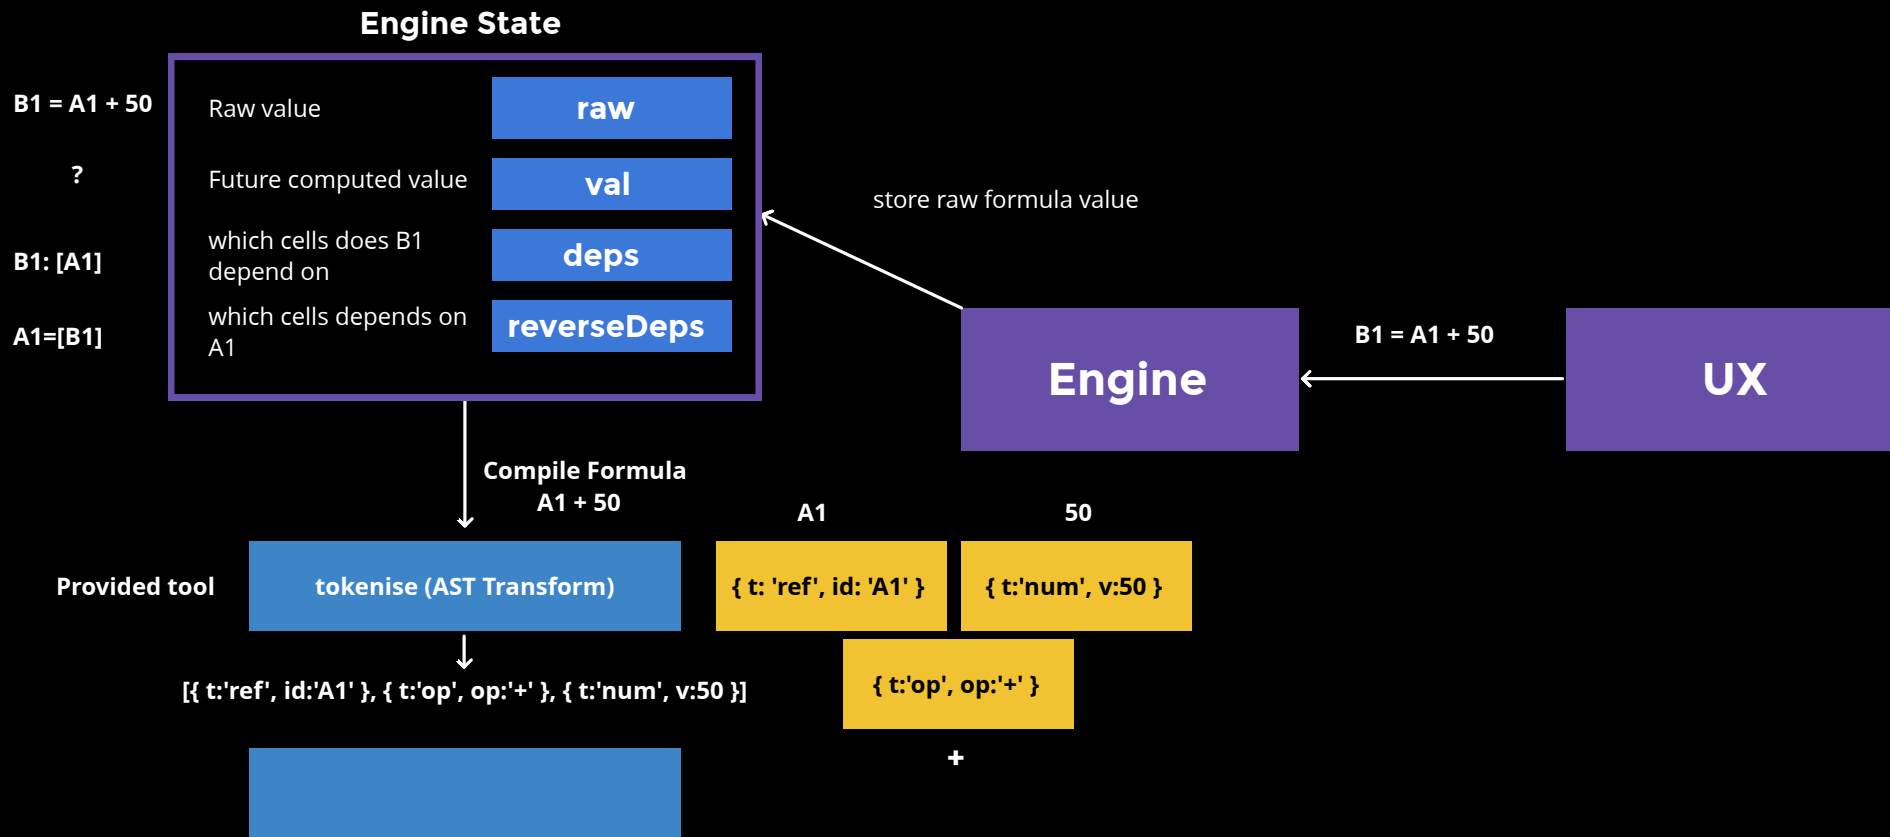 Engine State
B1 = A1 + 50
Raw value
raw
?
Future computed value
val
B1: [A1]
which cells does B1
depend on
deps
A1=[B1]
which cells depends on
A1
reverseDeps
store raw formula value
Engine
B1 = A1 + 50
UX
Compile Formula
A1 + 50
A1
50
Provided tool
tokenise (AST Transform)
{ t: 'ref', id: 'A1' }
{ t:'num', v:50 }
{ t:'op', op:'+' }
[{ t:'ref', id:'A1' }, { t:'op', op:'+' }, { t:'num', v:50 }]
+